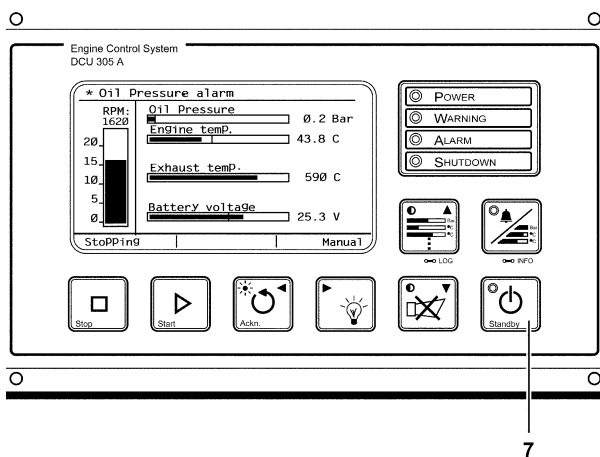 Engine Control System
DCU 305 A
* Oil Pressure alarm
RPM:
1620
20
15
10
5
0
Oil Pressure
0.2 Bar
Engine temP.
43.8 C
Exhaust temP.
590 C
Battery voltage
25.3 V
StoPPing
Manual
POWER
WARNING
ALARM
SHUTDOWN
Bar
°C
°C
LOG
Bar
°C
°C
INFO
Stop
Start
Ackn.
Standby
7